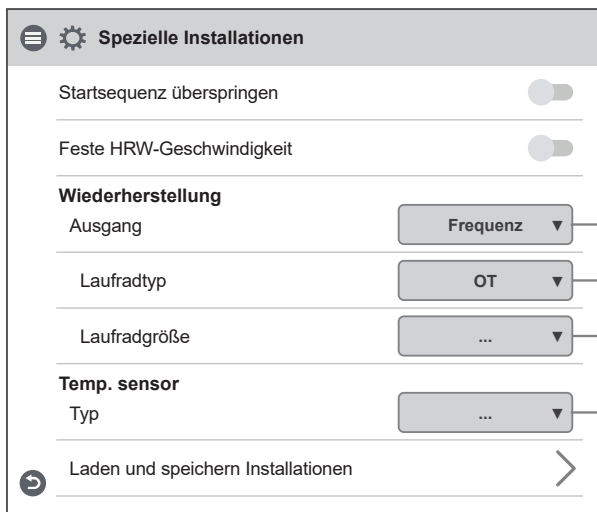 Spezielle Installationen
Startsequenz überspringen
Feste HRW-Geschwindigkeit
Wiederherstellung
Ausgang Frequenz ▼
Laufradtyp OT ▼
Laufradgröße ... ▼
Temp. sensor
Typ ... ▼
Laden und speichern Installationen